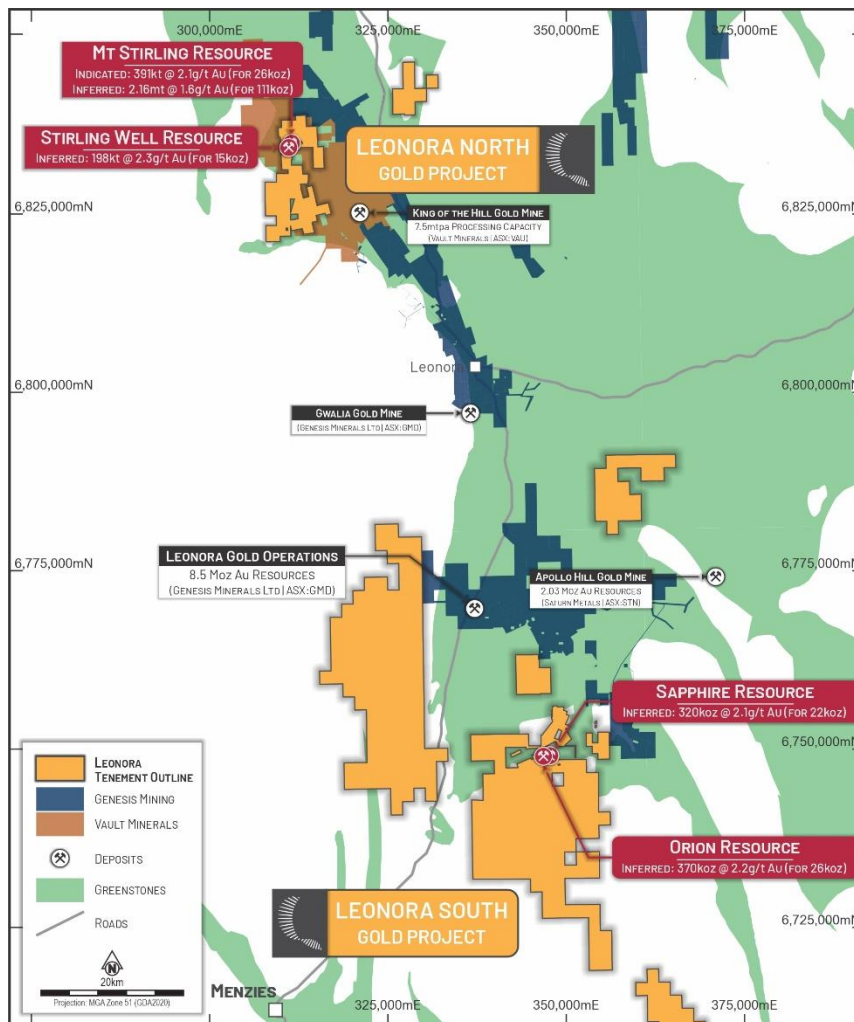 300,000mE
325,000mE
350,000mE
Mt Stirling Resource
Indicated: 391kt @ 2.1g/t Au (for 26koz)
Inferred: 2.16mt @ 1.6g/t Au (for 111koz)
Stirling Well Resource
Inferred: 198kt @ 2.3g/t Au (for 15koz)
Leonora North
Gold Project
6,825,000mN
6,825,000mN
King of the Hill Gold Mine
7.5mtpa Processing Capacity
(Vault Minerals | ASX:VAU)
Leonora
6,800,000mN
6,800,000mN
Gwalia Gold Mine
(Genesis Minerals Ltd | ASX:GMD)
6,775,000mN
6,775,000mN
Leonora Gold Operations
8.5 Moz Au Resources
(Genesis Minerals Ltd | ASX:GMD)
Apollo Hill Gold Mine
2.03 Moz Au Resources
(Saturn Metals | ASX:STN)
Sapphire Resource
Inferred: 320koz @ 2.1g/t Au (for 22koz)
6,750,000mN
Leonora
Tenement Outline
Genesis Mining
Vault Minerals
Deposits
Greenstones
Roads
N
20km
Projection: MGA Zone 51 (GDA2020)
Orion Resource
Inferred: 370koz @ 2.2g/t Au (for 26koz)
Leonora South
Gold Project
6,725,000mN
Menzies
325,000mE
350,000mE
375,000mE